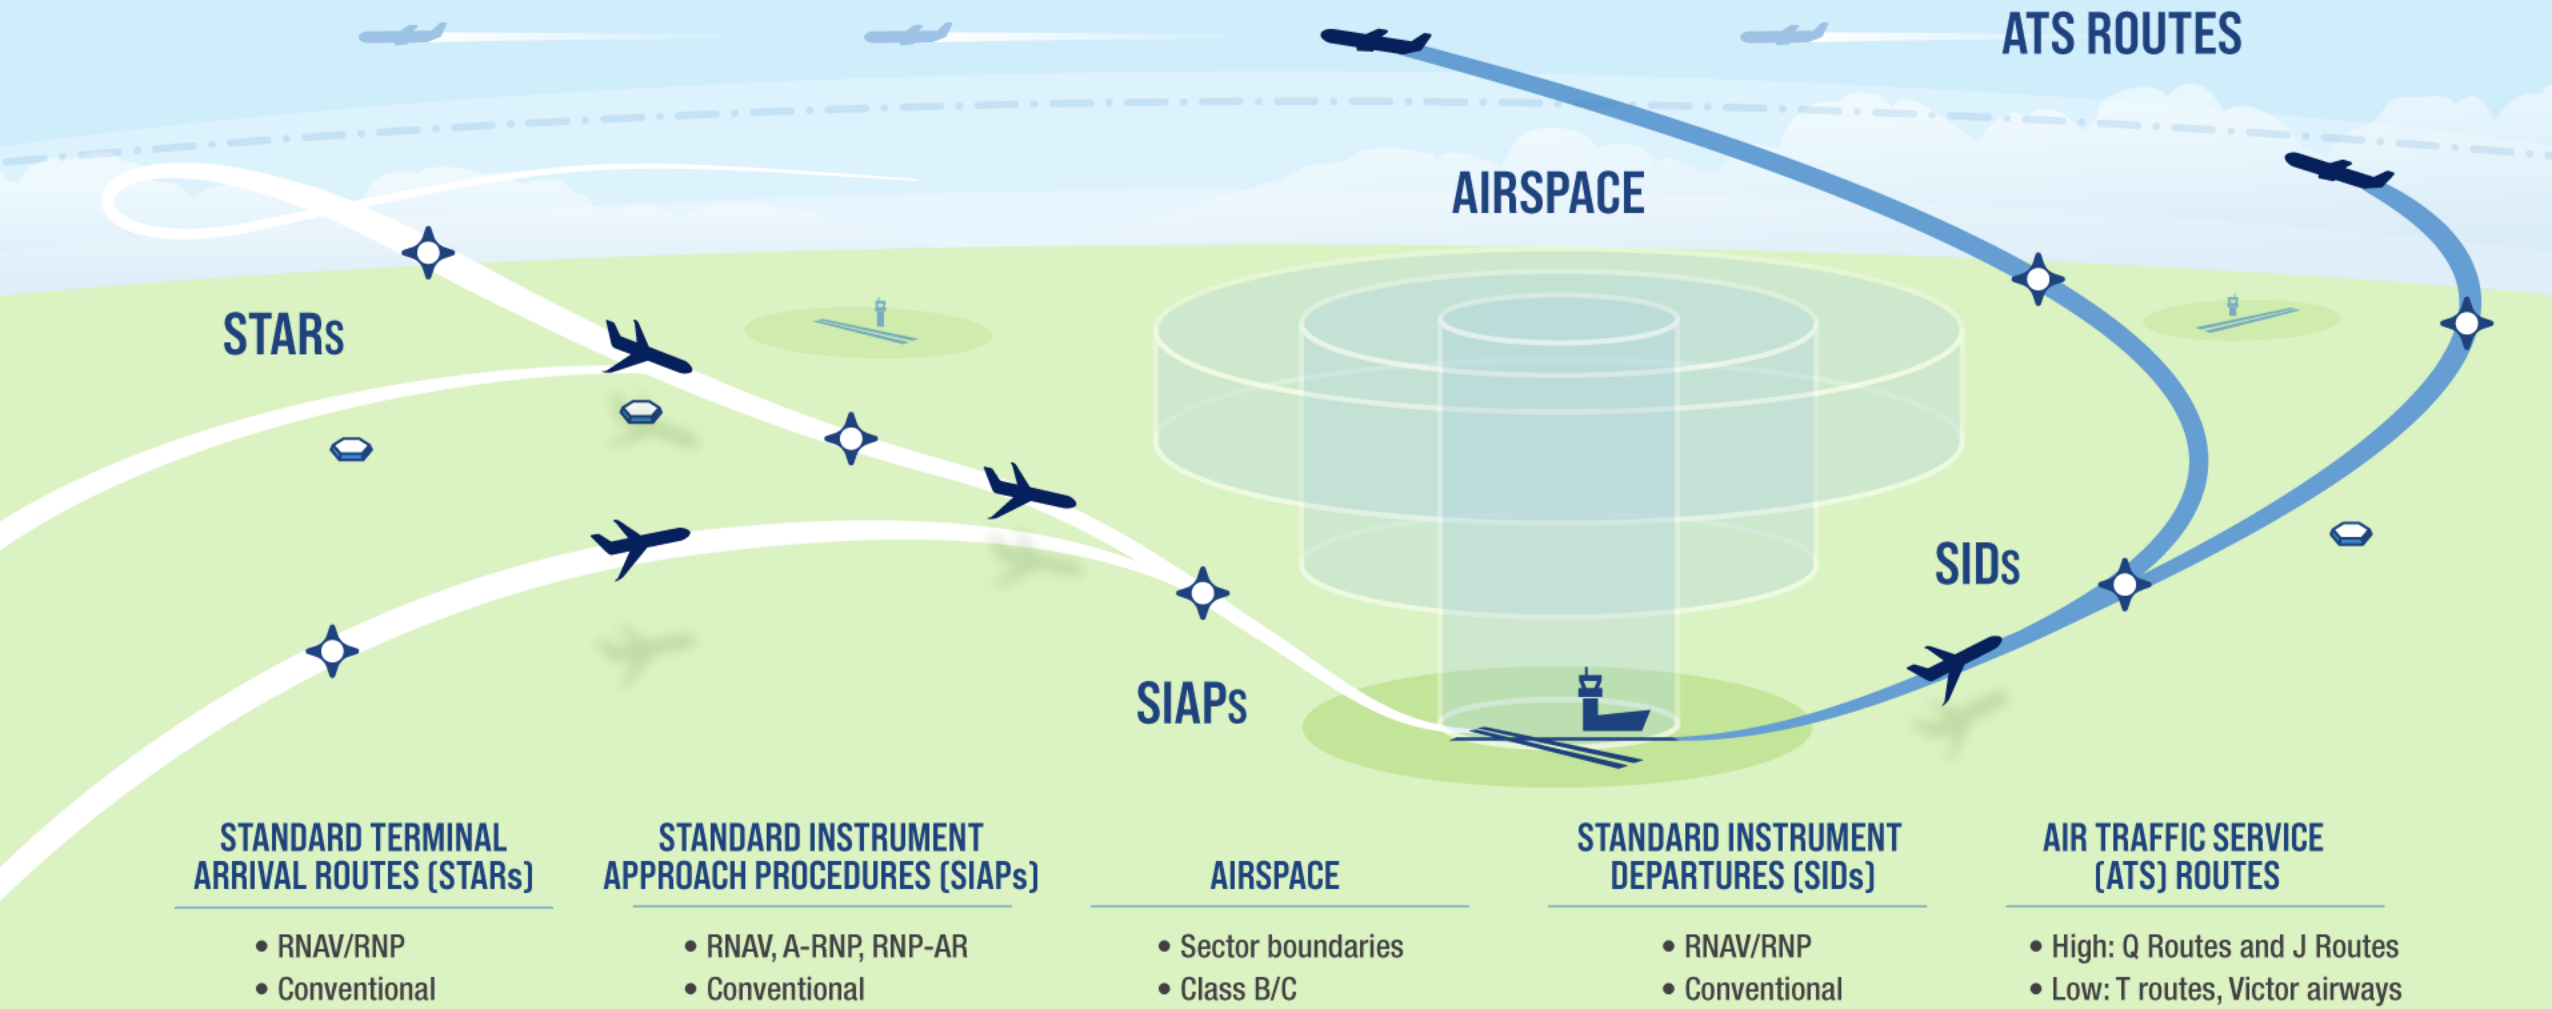 ATS ROUTES
AIRSPACE
STARs
SIDs
SIAPs
STANDARD TERMINAL
ARRIVAL ROUTES (STARs)
• RNAV/RNP
• Conventional
STANDARD INSTRUMENT
APPROACH PROCEDURES (SIAPs)
• RNAV, A-RNP, RNP-AR
• Conventional
AIRSPACE
• Sector boundaries
• Class B/C
STANDARD INSTRUMENT
DEPARTURES (SIDs)
• RNAV/RNP
• Conventional
AIR TRAFFIC SERVICE
(ATS) ROUTES
• High: Q Routes and J Routes
• Low: T routes, Victor airways